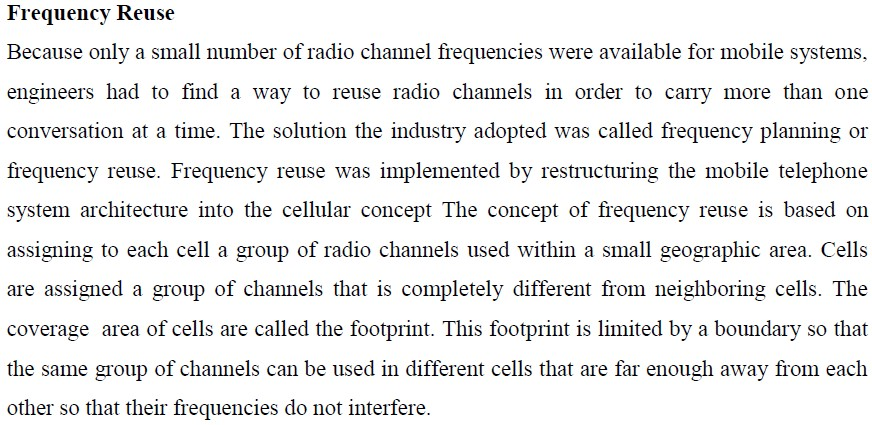 Frequency Reuse
Because only a small number of radio channel frequencies were available for mobile systems,
engineers had to find a way to reuse radio channels in order to carry more than one
conversation at a time. The solution the industry adopted was called frequency planning or
frequency reuse. Frequency reuse was implemented by restructuring the mobile telephone
system architecture into the cellular concept The concept of frequency reuse is based on
assigning to each cell a group of radio channels used within a small geographic area. Cells
are assigned a group of channels that is completely different from neighboring cells. The
coverage area of cells are called the footprint. This footprint is limited by a boundary so that
the same group of channels can be used in different cells that are far enough away from each
other so that their frequencies do not interfere.